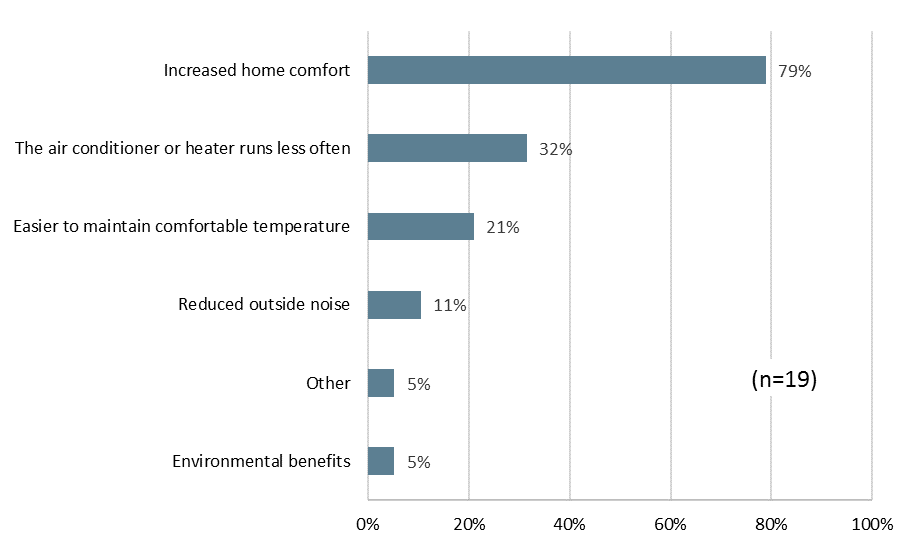 Increased home comfort 79%
The air conditioner or heater runs less often 32%
Easier to maintain comfortable temperature 21%
Reduced outside noise 11%
Other 5%
(n=19)
Environmental benefits 5%
0% 20% 40% 60% 80% 100%